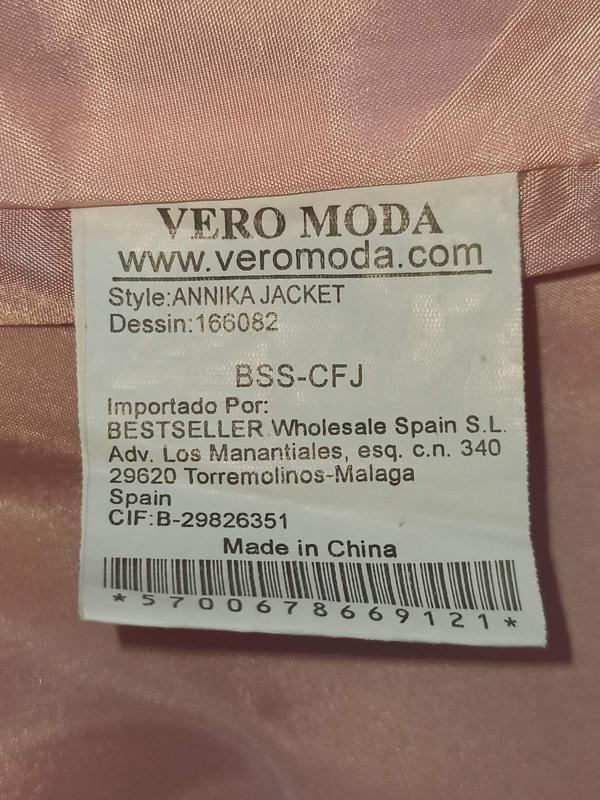 VERO MODA
www.veromoda.com
Style:ANNIKA JACKET
Dessin:166082
BSS-CFJ
Importado Por:
BESTSELLER Wholesale Spain S.L.
Adv. Los Manantiales, esq. c.n. 340
29620 Torremolinos-Malaga
Spain
CIF:B-29826351
Made in China
*5700678669121*